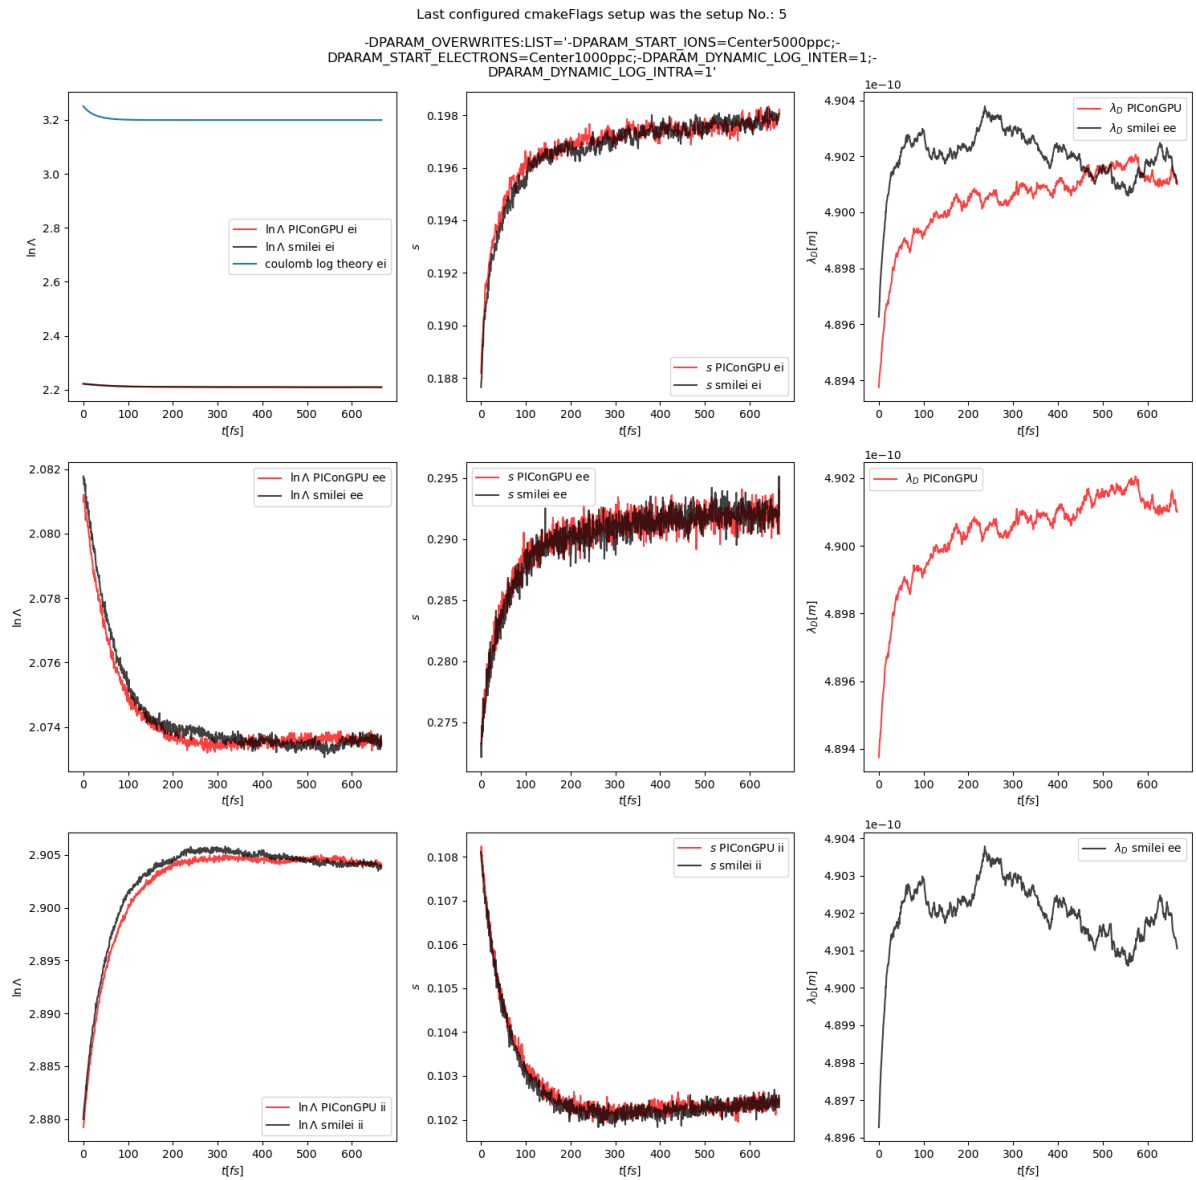 Last configured cmakeFlags setup was the setup No.: 5
-DPARAM_OVERWRITES:LIST='-DPARAM_START_IONS=Center5000ppc;-
DPARAM_START_ELECTRONS=Center1000ppc;-DPARAM_DYNAMIC_LOG_INTER=1;-
DPARAM_DYNAMIC_LOG_INTRA=1'
3.2
3.0
2.8
2.6
2.4
2.2
ln Λ
ln Λ PIConGPU ei
ln Λ smilei ei
coulomb log theory ei
0 100 200 300 400 500 600
t[fs]
0.198
0.196
0.194
0.192
0.190
0.188
s
s PIConGPU ei
s smilei ei
0 100 200 300 400 500 600
t[fs]
1e−10
4.904
4.902
4.900
4.898
4.896
4.894
λD[m]
λD PIConGPU
λD smilei ee
0 100 200 300 400 500 600
t[fs]
2.082
2.080
2.078
2.076
2.074
ln Λ
ln Λ PIConGPU ee
ln Λ smilei ee
0 100 200 300 400 500 600
t[fs]
0.295
0.290
0.285
0.280
0.275
s
s PIConGPU ee
s smilei ee
0 100 200 300 400 500 600
t[fs]
1e−10
4.902
4.900
4.898
4.896
4.894
λD[m]
λD PIConGPU
0 100 200 300 400 500 600
t[fs]
2.905
2.900
2.895
2.890
2.885
2.880
ln Λ
ln Λ PIConGPU ii
ln Λ smilei ii
0 100 200 300 400 500 600
t[fs]
0.108
0.107
0.106
0.105
0.104
0.103
0.102
s
s PIConGPU ii
s smilei ii
0 100 200 300 400 500 600
t[fs]
1e−10
4.904
4.903
4.902
4.901
4.900
4.899
4.898
4.897
4.896
λD[m]
λD smilei ee
0 100 200 300 400 500 600
t[fs]